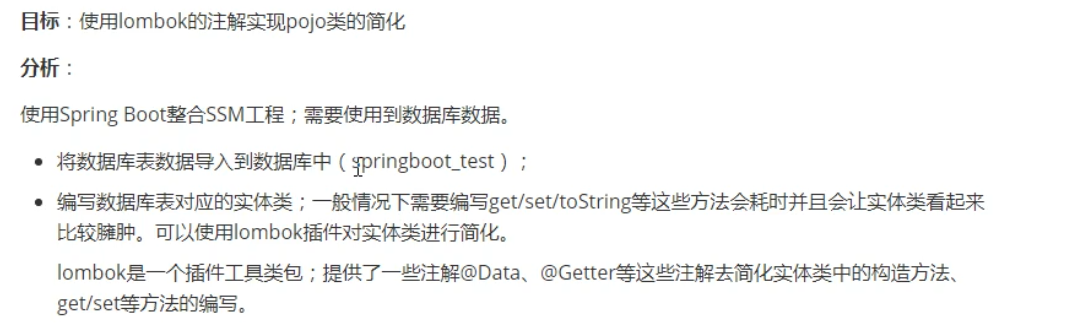 目标：使用lombok的注解实现pojo类的简化
分析：
使用Spring Boot整合SSM工程；需要使用到数据库数据。
将数据库表数据导入到数据库中（springboot_test）；
编写数据库表对应的实体类；一般情况下需要编写get/set/toString等这些方法会耗时并且会让实体类看起来
比较臃肿。可以使用lombok插件对实体类进行简化。
lombok是一个插件工具类包；提供了一些注解@Data、@Getter等这些注解去简化实体类中的构造方法、
get/set等方法的编写。